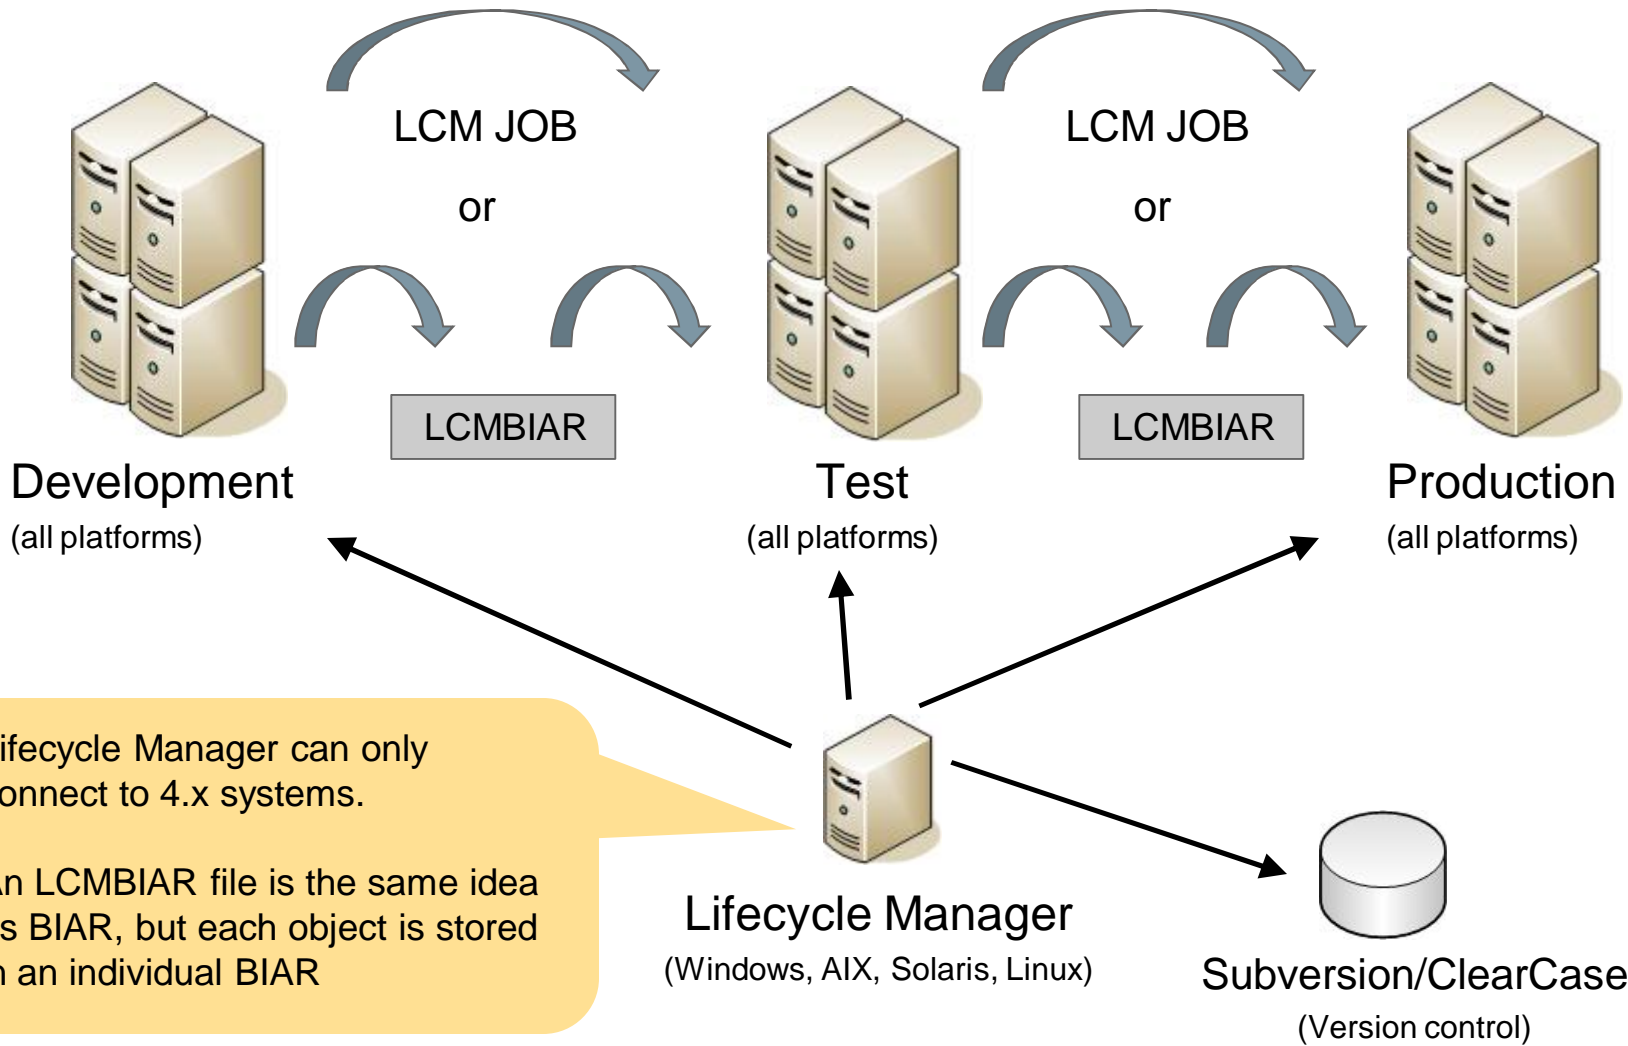 LCM JOB
LCM JOB
or
or
LCMBIAR
LCMBIAR
Development
(all platforms)
Test
(all platforms)
Production
(all platforms)
ifecycle Manager can only
onnect to 4.x systems.
An LCMBIAR file is the same idea
s BIAR, but each object is stored
n an individual BIAR
Lifecycle Manager
(Windows, AIX, Solaris, Linux)
Subversion/ClearCase
(Version control)